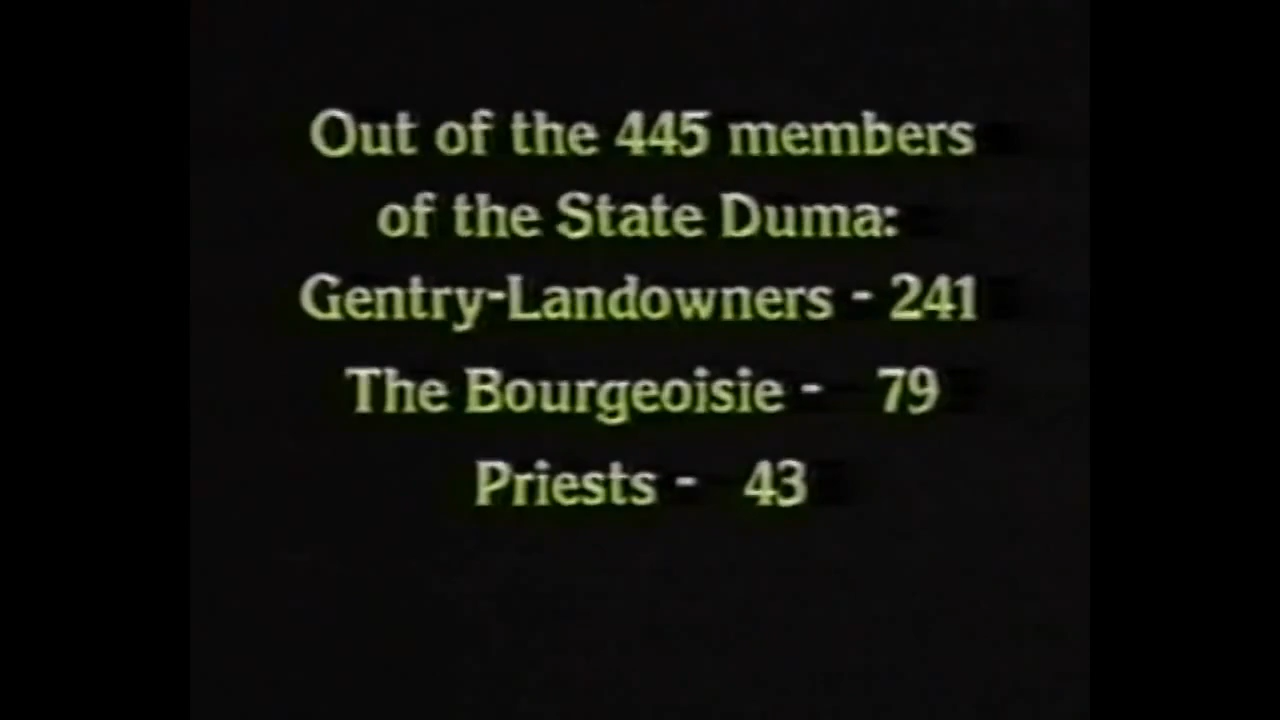 Out of the 445 members
of the State Duma:
Gentry-Landowners - 241
The Bourgeoisie - 79
Priests - 43